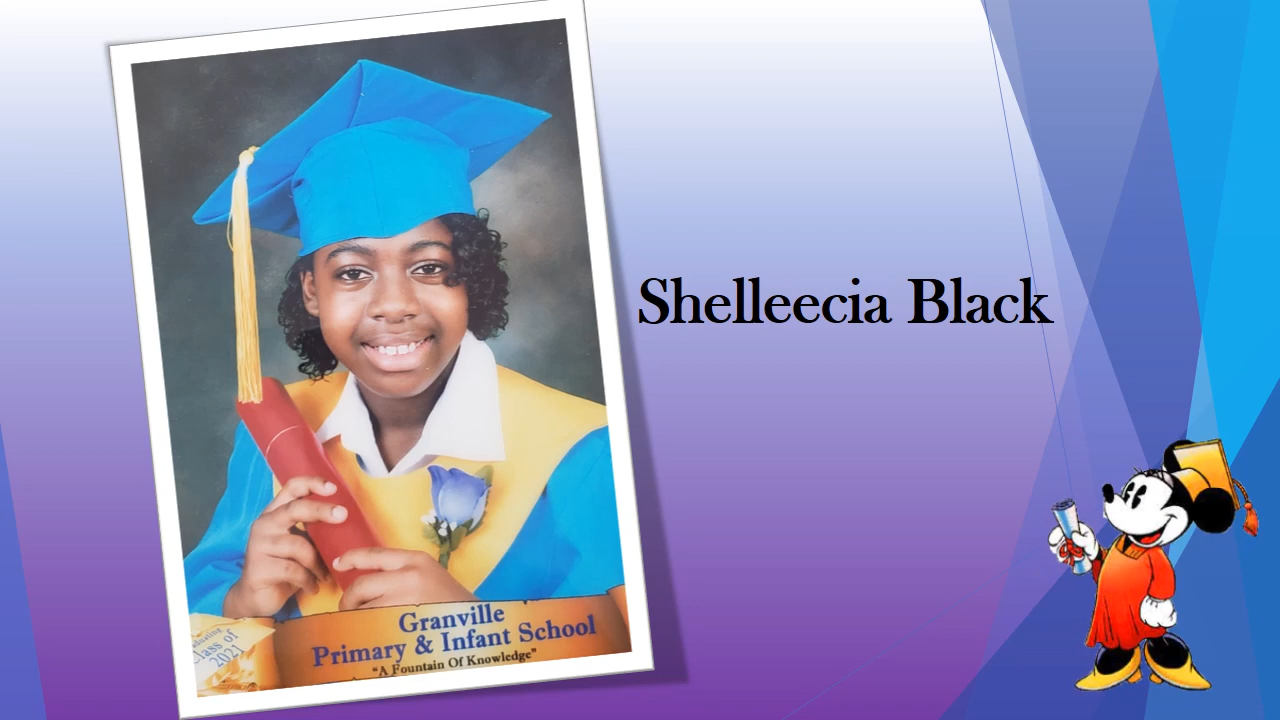 Shelleecia Black
Granville
Primary & Infant School
"A Fountain Of Knowledge"
Class of
2021